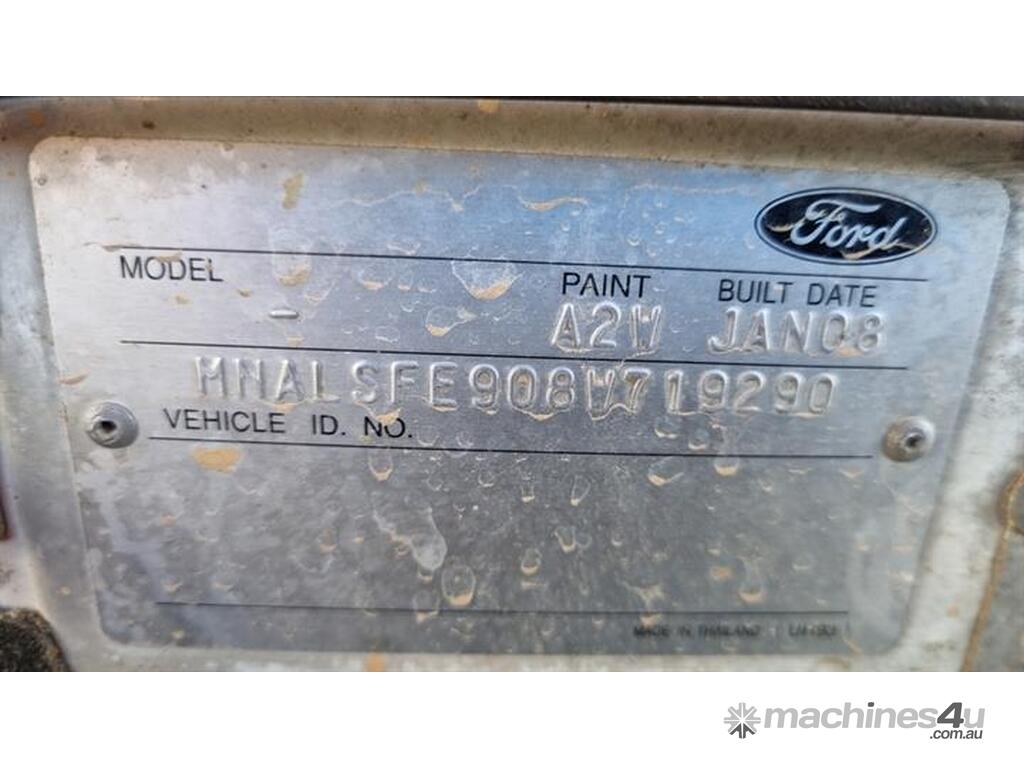 Ford
MODEL PAINT BUILT DATE
- A2W JAN08
MNALSFE908W719290
VEHICLE ID. NO.
MADE IN THAILAND
machines4u
.com.au